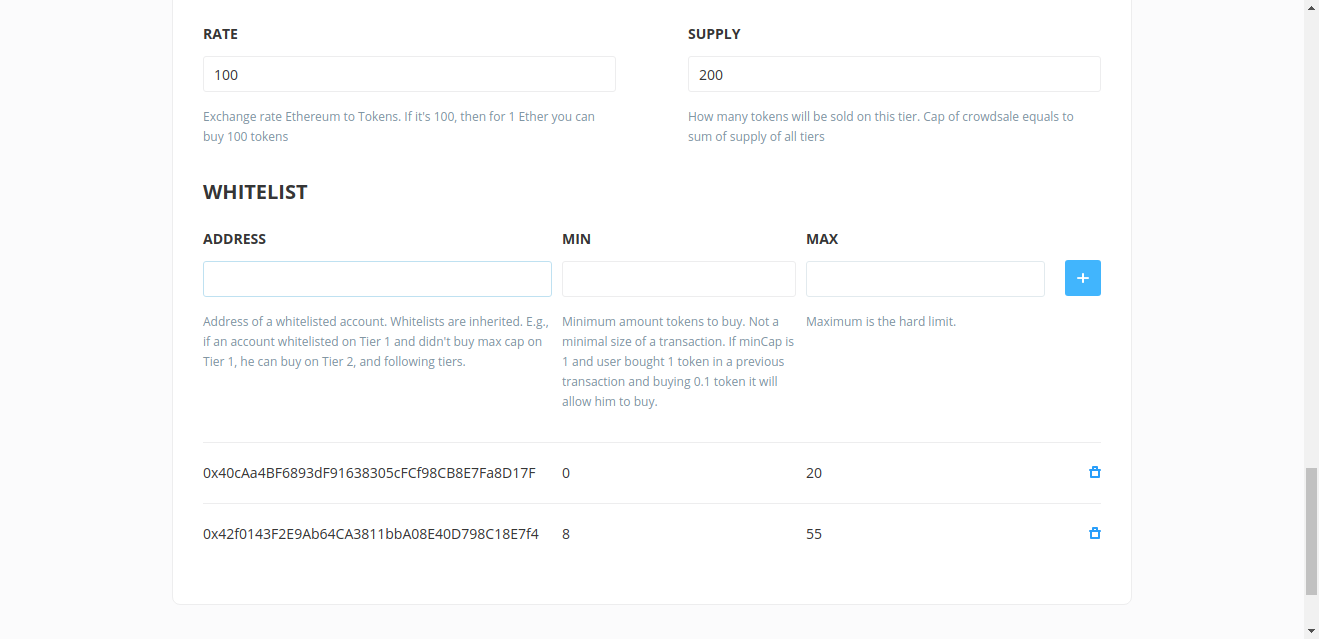 RATE
SUPPLY
100
200
Exchange rate Ethereum to Tokens. If it's 100, then for 1 Ether you can
buy 100 tokens
How many tokens will be sold on this tier. Cap of crowdsale equals to
sum of supply of all tiers
WHITELIST
ADDRESS
MIN
MAX
+
Address of a whitelisted account. Whitelists are inherited. E.g.,
if an account whitelisted on Tier 1 and didn't buy max cap on
Tier 1, he can buy on Tier 2, and following tiers.
Minimum amount tokens to buy. Not a
minimal size of a transaction. If minCap is
1 and user bought 1 token in a previous
transaction and buying 0.1 token it will
allow him to buy.
Maximum is the hard limit.
0x40cAa4BF6893dF91638305cFCf98CB8E7Fa8D17F 0 20
0x42f0143F2E9Ab64CA3811bbA08E40D798C18E7f4 8 55